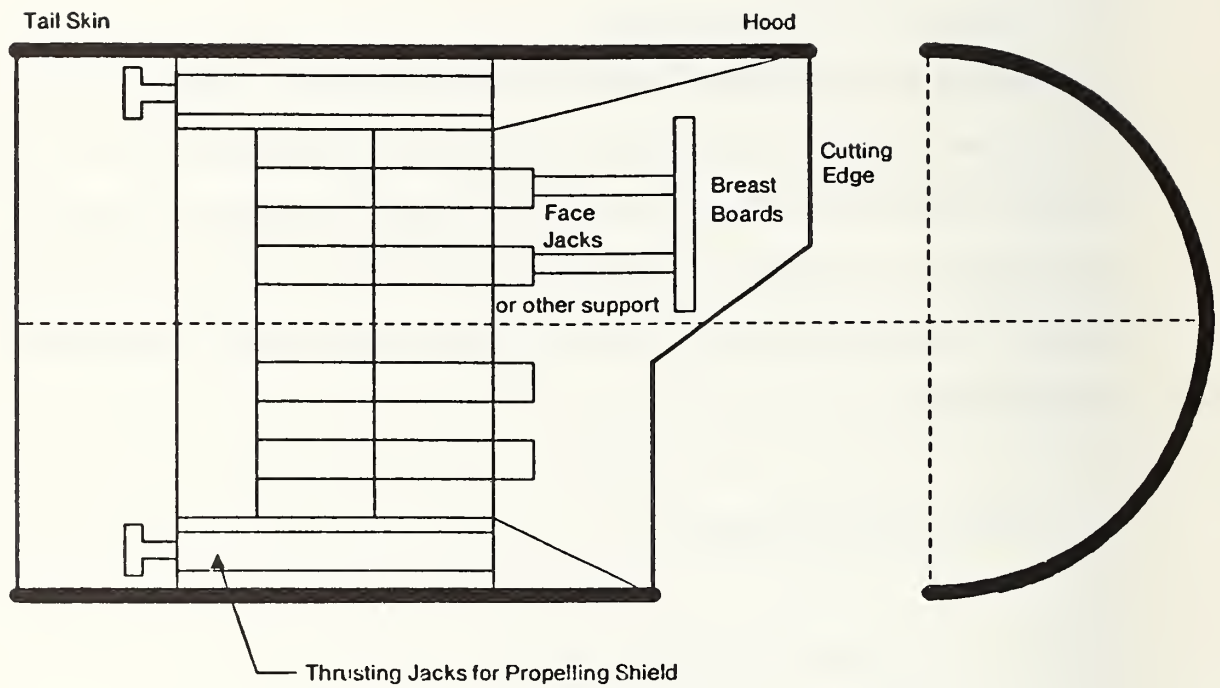 Tail Skin
Hood
Cutting
Edge
Breast
Boards
Face
Jacks
or other support
Thrusting Jacks for Propelling Shield